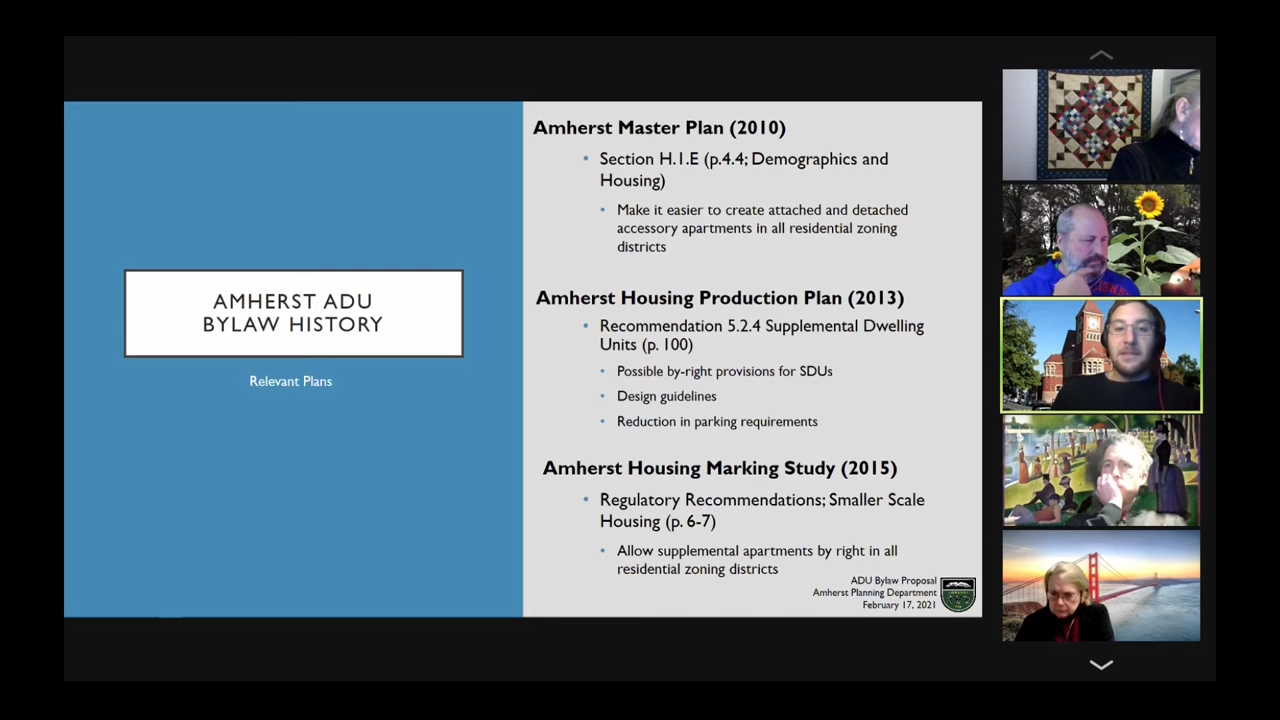 AMHERST ADU
BYLAW HISTORY
Relevant Plans
Amherst Master Plan (2010)
• Section H.1.E (p.4.4; Demographics and
Housing)
• Make it easier to create attached and detached
accessory apartments in all residential zoning
districts
Amherst Housing Production Plan (2013)
• Recommendation 5.2.4 Supplemental Dwelling
Units (p. 100)
• Possible by-right provisions for SDUs
• Design guidelines
• Reduction in parking requirements
Amherst Housing Marking Study (2015)
• Regulatory Recommendations; Smaller Scale
Housing (p. 6-7)
• Allow supplemental apartments by right in all
residential zoning districts
ADU Bylaw Proposal
Amherst Planning Department
February 17, 2021